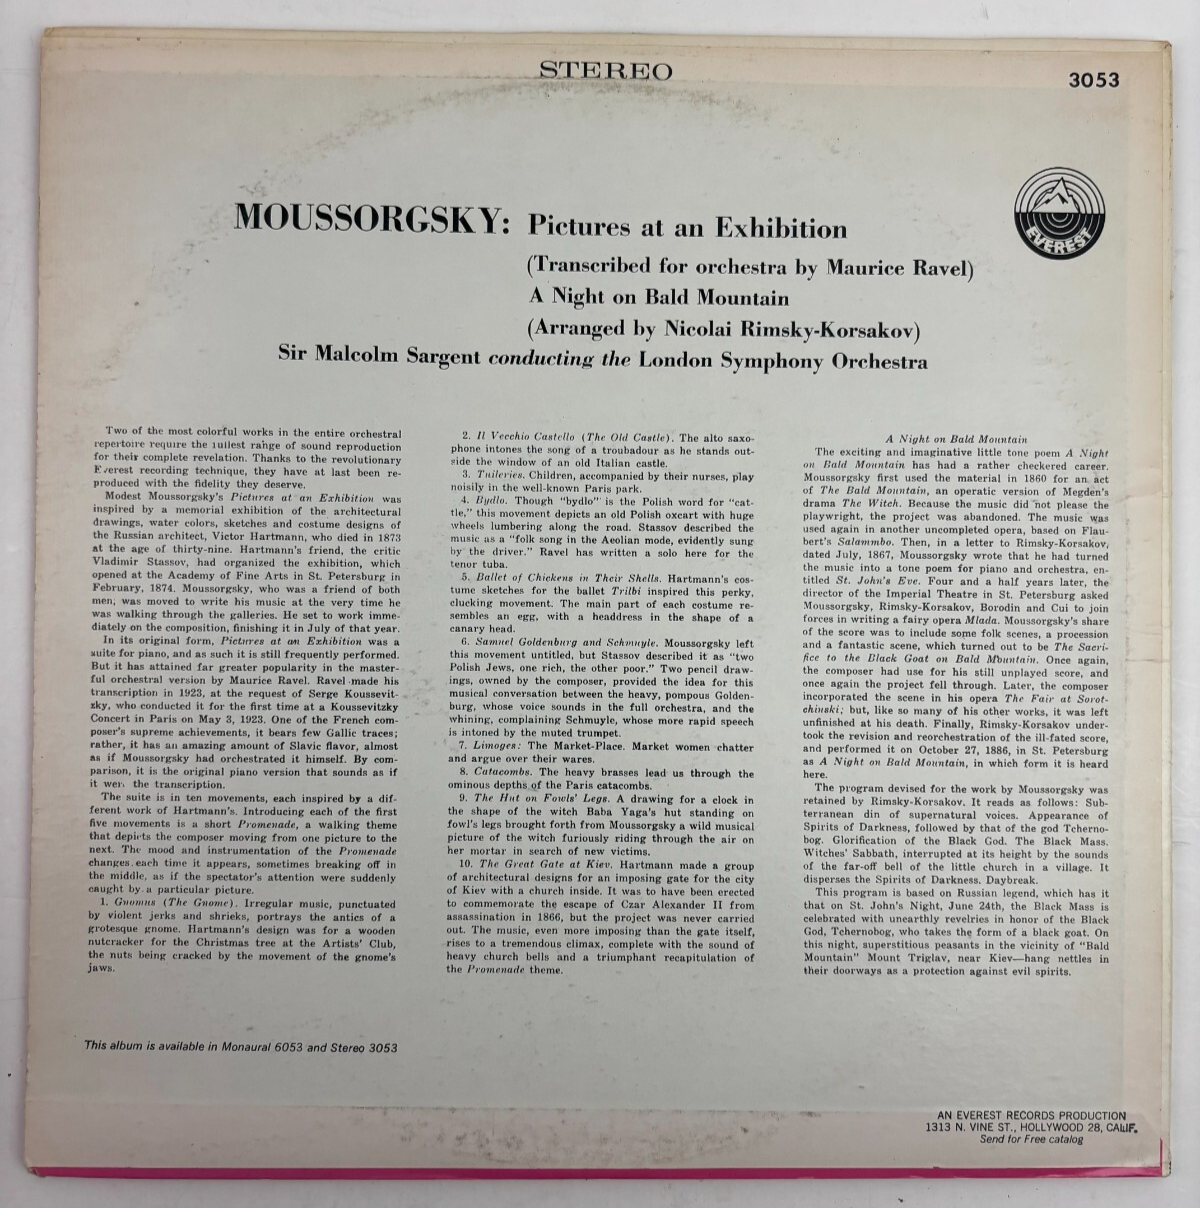 STEREO
3053
EVEREST
MOUSSORGSKY: Pictures at an Exhibition
(Transcribed for orchestra by Maurice Ravel)
A Night on Bald Mountain
(Arranged by Nicolai Rimsky-Korsakov)
Sir Malcolm Sargent conducting the London Symphony Orchestra
Two of the most colorful works in the entire orchestral
repertoire require the fullest range of sound reproduction
for their complete revelation. Thanks to the revolutionary
Everest recording technique, they have at last been re-
produced with the fidelity they deserve.
Modest Moussorgsky's Pictures at an Exhibition was
inspired by a memorial exhibition of the architectural
drawings, water colors, sketches and costume designs of
the Russian architect, Victor Hartmann, who died in 1873
at the age of thirty-nine. Hartmann's friend, the critic
Vladimir Stassov, had organized the exhibition, which
opened at the Academy of Fine Arts in St. Petersburg in
February, 1874. Moussorgsky, who was a friend of both
men, was moved to write his music at the very time he
was walking through the galleries. He set to work imme-
diately on the composition, finishing it in July of that year.
In its original form, Pictures at an Exhibition was a
suite for piano, and as such it is still frequently performed.
But it has attained far greater popularity in the master-
ful orchestral version by Maurice Ravel. Ravel made his
transcription in 1923, at the request of Serge Koussevit-
zky, who conducted it for the first time at a Koussevitzky
Concert in Paris on May 3, 1923. One of the French com-
poser's supreme achievements, it bears few Gallic traces;
rather, it has an amazing amount of Slavic flavor, almost
as if Moussorgsky had orchestrated it himself. By com-
parison, it is the original piano version that sounds as if
it were the transcription.
The suite is in ten movements, each inspired by a dif-
ferent work of Hartmann's. Introducing each of the first
five movements is a short Promenade, a walking theme
that depicts the composer moving from one picture to the
next. The mood and instrumentation of the Promenade
changes each time it appears, sometimes breaking off in
the middle, as if the spectator's attention were suddenly
caught by a particular picture.
1. Gnomus (The Gnome). Irregular music, punctuated
by violent jerks and shrieks, portrays the antics of a
grotesque gnome. Hartmann's design was for a wooden
nutcracker for the Christmas tree at the Artists' Club,
the nuts being cracked by the movement of the gnome's
jaws.
2. Il Vecchio Castello (The Old Castle). The alto saxo-
phone intones the song of a troubadour as he stands out-
side the window of an old Italian castle.
3. Tuileries. Children, accompanied by their nurses, play
noisily in the well-known Paris park.
4. Bydlo. Though "bydlo" is the Polish word for "cat-
tle," this movement depicts an old Polish oxcart with huge
wheels lumbering along the road. Stassov described the
music as a "folk song in the Aeolian mode, evidently sung
by the driver." Ravel has written a solo here for the
tenor tuba.
5. Ballet of Chickens in Their Shells. Hartmann's cos-
tume sketches for the ballet Trilbi inspired this perky,
clucking movement. The main part of each costume re-
sembles an egg, with a headdress in the shape of a
canary head.
6. Samuel Goldenburg and Schmuyle. Moussorgsky left
this movement untitled, but Stassov described it as "two
Polish Jews, one rich, the other poor." Two pencil draw-
ings, owned by the composer, provided the idea for this
musical conversation between the heavy, pompous Golden-
burg, whose voice sounds in the full orchestra, and the
whining, complaining Schmuyle, whose more rapid speech
is intoned by the muted trumpet.
7. Limoges: The Market-Place. Market women chatter
and argue over their wares.
8. Catacombs. The heavy brasses lead us through the
ominous depths of the Paris catacombs.
9. The Hut on Fowls' Legs. A drawing for a clock in
the shape of the witch Baba Yaga's hut standing on
fowl's legs brought forth from Moussorgsky a wild musical
picture of the witch furiously riding through the air on
her mortar in search of new victims.
10. The Great Gate at Kiev. Hartmann made a group
of architectural designs for an imposing gate for the city
of Kiev with a church inside. It was to have been erected
to commemorate the escape of Czar Alexander II from
assassination in 1866, but the project was never carried
out. The music, even more imposing than the gate itself,
rises to a tremendous climax, complete with the sound of
heavy church bells and a triumphant recapitulation of
the Promenade theme.
A Night on Bald Mountain
The exciting and imaginative little tone poem A Night
on Bald Mountain has had a rather checkered career.
Moussorgsky first used the material in 1860 for an act
of The Bald Mountain, an operatic version of Megden's
drama The Witch. Because the music did not please the
playwright, the project was abandoned. The music was
used again in another uncompleted opera, based on Flau-
bert's Salammbo. Then, in a letter to Rimsky-Korsakov,
dated July, 1867, Moussorgsky wrote that he had turned
the music into a tone poem for piano and orchestra, en-
titled St. John's Eve. Four and a half years later, the
director of the Imperial Theatre in St. Petersburg asked
Moussorgsky, Rimsky-Korsakov, Borodin and Cui to join
forces in writing a fairy opera Mlada. Moussorgsky's share
of the score was to include some folk scenes, a procession
and a fantastic scene, which turned out to be The Sacri-
fice to the Black Goat on Bald Mountain. Once again,
the composer had use for his still unplayed score, and
once again the project fell through. Later, the composer
incorporated the scene in his opera The Fair at Sorot-
chinski; but, like so many of his other works, it was left
unfinished at his death. Finally, Rimsky-Korsakov under-
took the revision and reorchestration of the ill-fated score,
and performed it on October 27, 1886, in St. Petersburg
as A Night on Bald Mountain, in which form it is heard
here.
The program devised for the work by Moussorgsky was
retained by Rimsky-Korsakov. It reads as follows: Sub-
terranean din of supernatural voices. Appearance of
Spirits of Darkness, followed by that of the god Tcherno-
bog. Glorification of the Black God. The Black Mass.
Witches' Sabbath, interrupted at its height by the sounds
of the far-off bell of the little church in a village. It
disperses the Spirits of Darkness. Daybreak.
This program is based on Russian legend, which has it
that on St. John's Night, June 24th, the Black Mass is
celebrated with unearthly revelries in honor of the Black
God, Tchernobog, who takes the form of a black goat. On
this night, superstitious peasants in the vicinity of "Bald
Mountain" Mount Triglav, near Kiev—hang nettles in
their doorways as a protection against evil spirits.
This album is available in Monaural 6053 and Stereo 3053
AN EVEREST RECORDS PRODUCTION
1313 N. VINE ST., HOLLYWOOD 28, CALIF.
Send for Free catalog